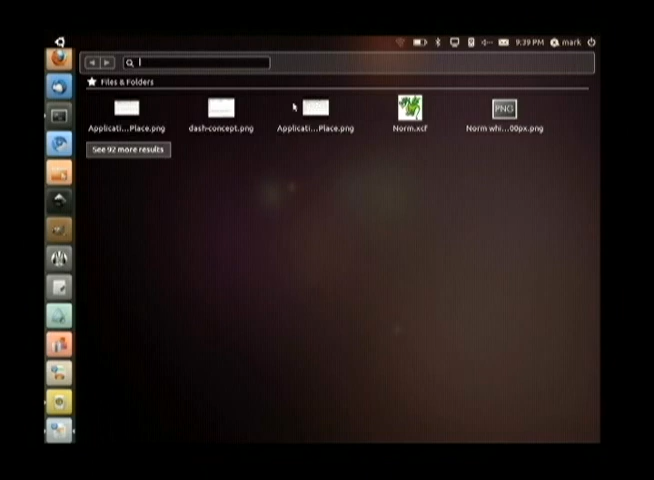 9:39 PM mark
Files & Folders
Applicati...Place.png dash-concept.png Applicati...Place.png Norm.xcf Norm whi...00px.png
PNG
See 92 more results